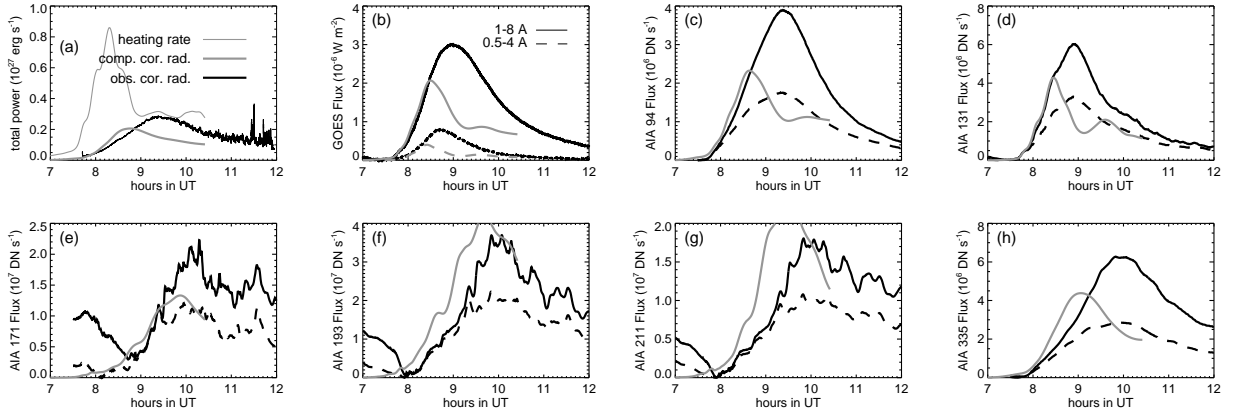 (a)
heating rate
comp. cor. rad.
obs. cor. rad.
total power (10^27 erg s^-1)
0.0 0.2 0.4 0.6 0.8 1.0
7 8 9 10 11 12
hours in UT
(b)
1-8 A
0.5-4 A
GOES Flux (10^-6 W m^-2)
0 1 2 3 4
7 8 9 10 11 12
hours in UT
(c)
AIA 94 Flux (10^6 DN s^-1)
0 1 2 3 4
7 8 9 10 11 12
hours in UT
(d)
AIA 131 Flux (10^6 DN s^-1)
0 2 4 6 8
7 8 9 10 11 12
hours in UT
(e)
AIA 171 Flux (10^7 DN s^-1)
0.0 0.5 1.0 1.5 2.0 2.5
7 8 9 10 11 12
hours in UT
(f)
AIA 193 Flux (10^7 DN s^-1)
0 1 2 3 4
7 8 9 10 11 12
hours in UT
(g)
AIA 211 Flux (10^7 DN s^-1)
0.0 0.5 1.0 1.5 2.0
7 8 9 10 11 12
hours in UT
(h)
AIA 335 Flux (10^6 DN s^-1)
0 2 4 6 8
7 8 9 10 11 12
hours in UT